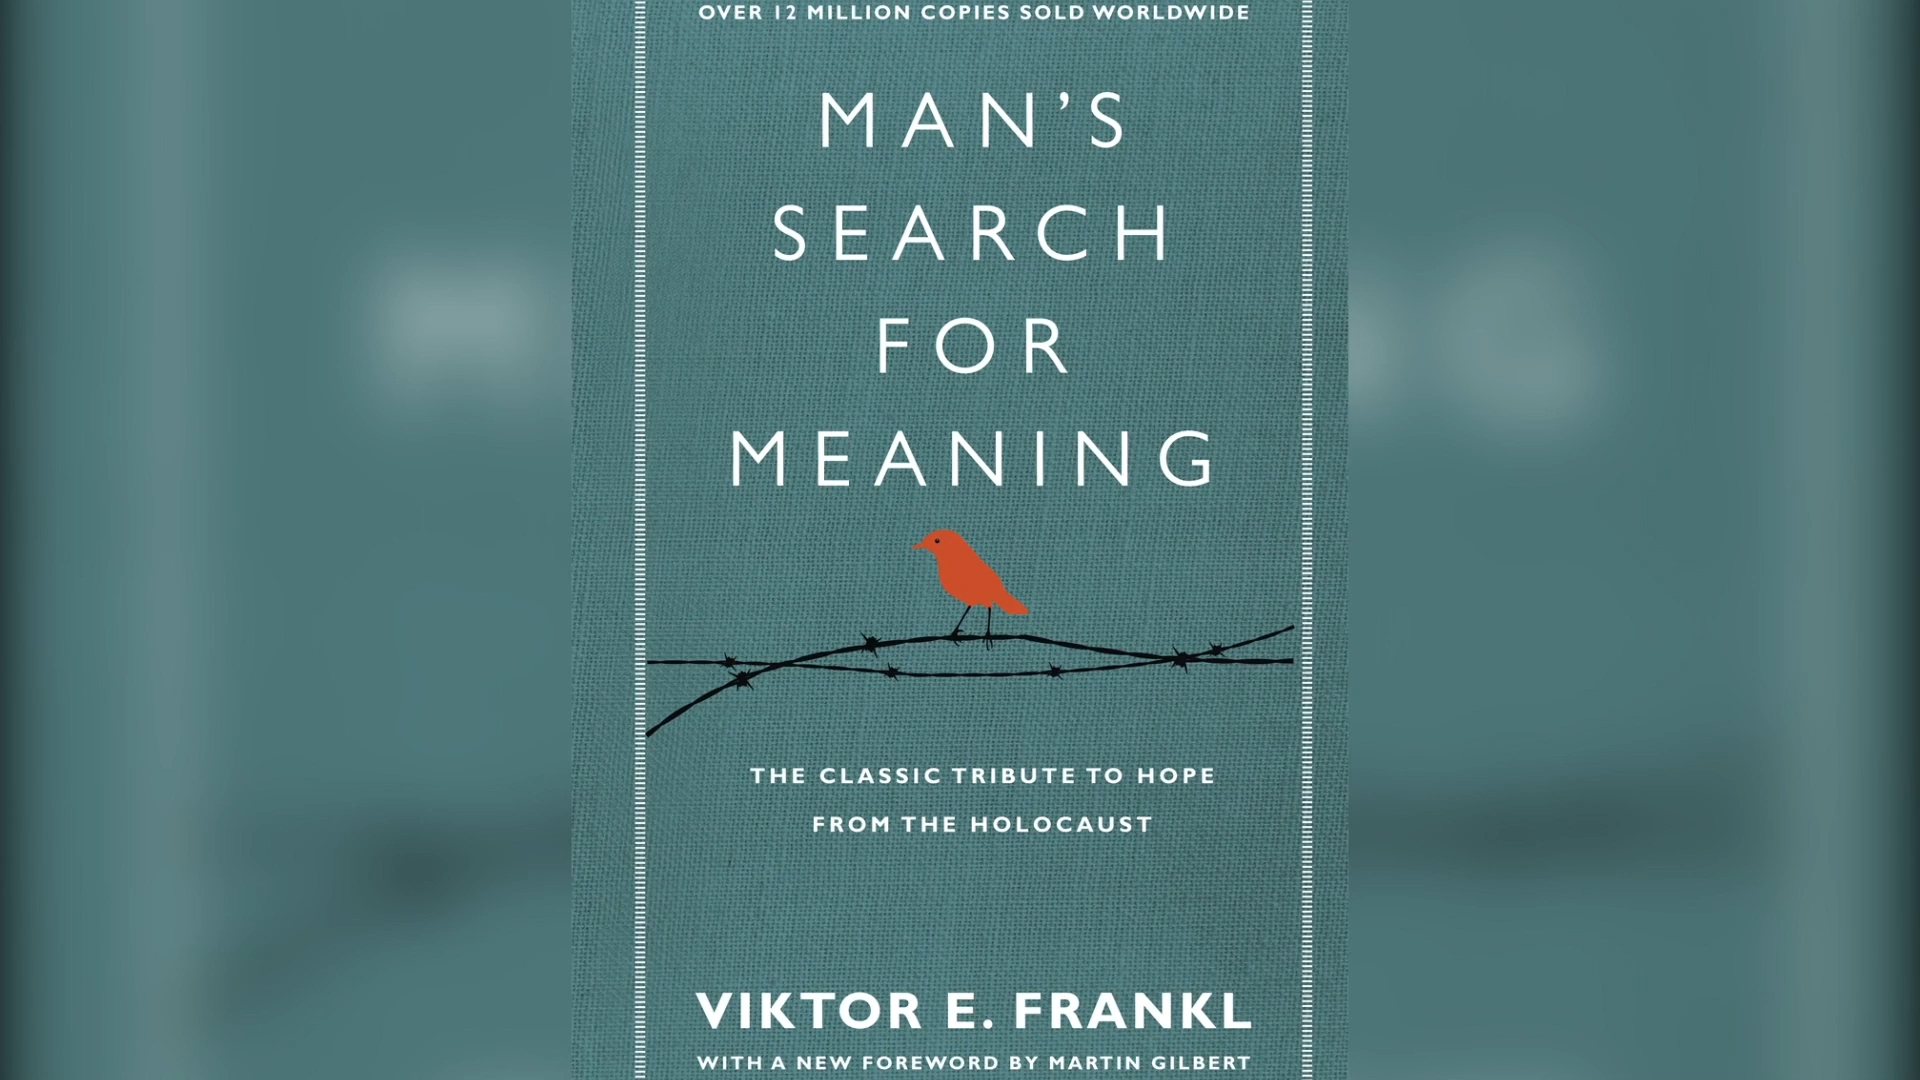 OVER 12 MILLION COPIES SOLD WORLDWIDE
MAN’S
SEARCH
FOR
MEANING
THE CLASSIC TRIBUTE TO HOPE
FROM THE HOLOCAUST
VIKTOR E. FRANKL
WITH A NEW FOREWORD BY MARTIN GILBERT